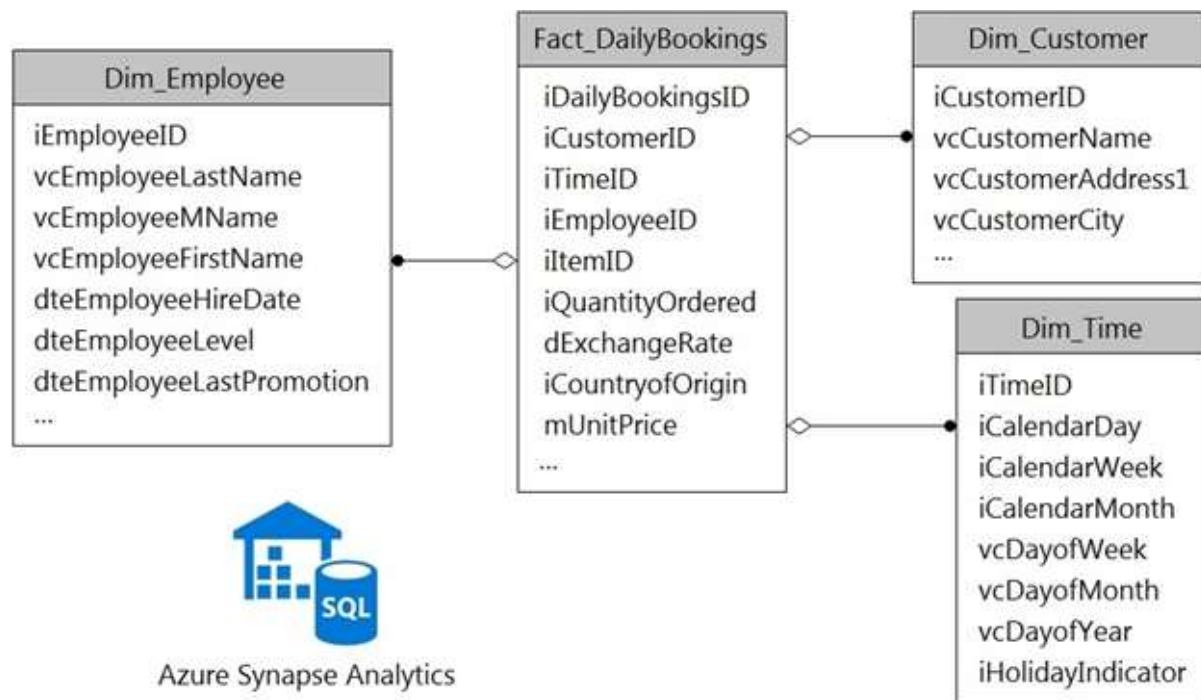 Dim_Employee
iEmployeeID
vcEmployeeLastName
vcEmployeeMName
vcEmployeeFirstName
dteEmployeeHireDate
dteEmployeeLevel
dteEmployeeLastPromotion
...
Fact_DailyBookings
iDailyBookingsID
iCustomerID
iTimeID
iEmployeeID
iItemID
iQuantityOrdered
dExchangeRate
iCountryofOrigin
mUnitPrice
...
Dim_Customer
iCustomerID
vcCustomerName
vcCustomerAddress1
vcCustomerCity
...
Dim_Time
iTimeID
iCalendarDay
iCalendarWeek
iCalendarMonth
vcDayofWeek
vcDayofMonth
vcDayofYear
iHolidayIndicator
SQL
Azure Synapse Analytics